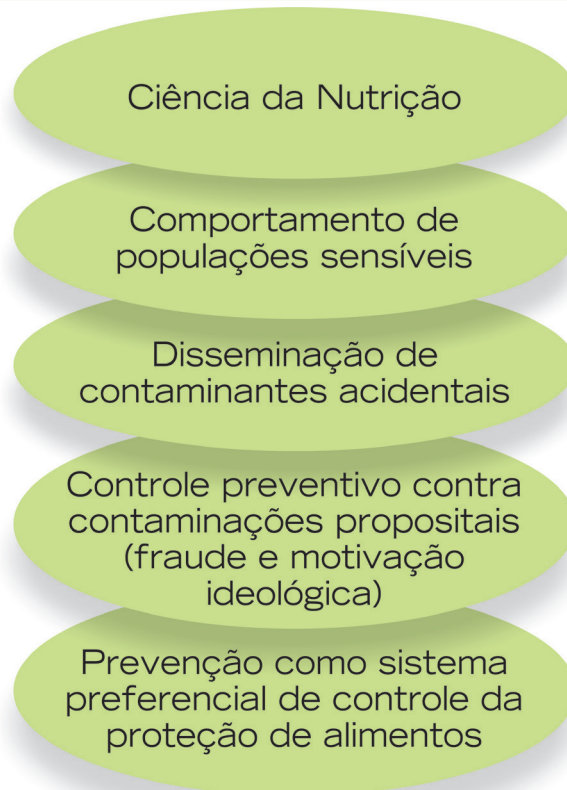 Ciência da Nutrição
Comportamento de
populações sensíveis
Disseminação de
contaminantes acidentais
Controle preventivo contra
contaminações propositais
(fraude e motivação
ideológica)
Prevenção como sistema
preferencial de controle da
proteção de alimentos